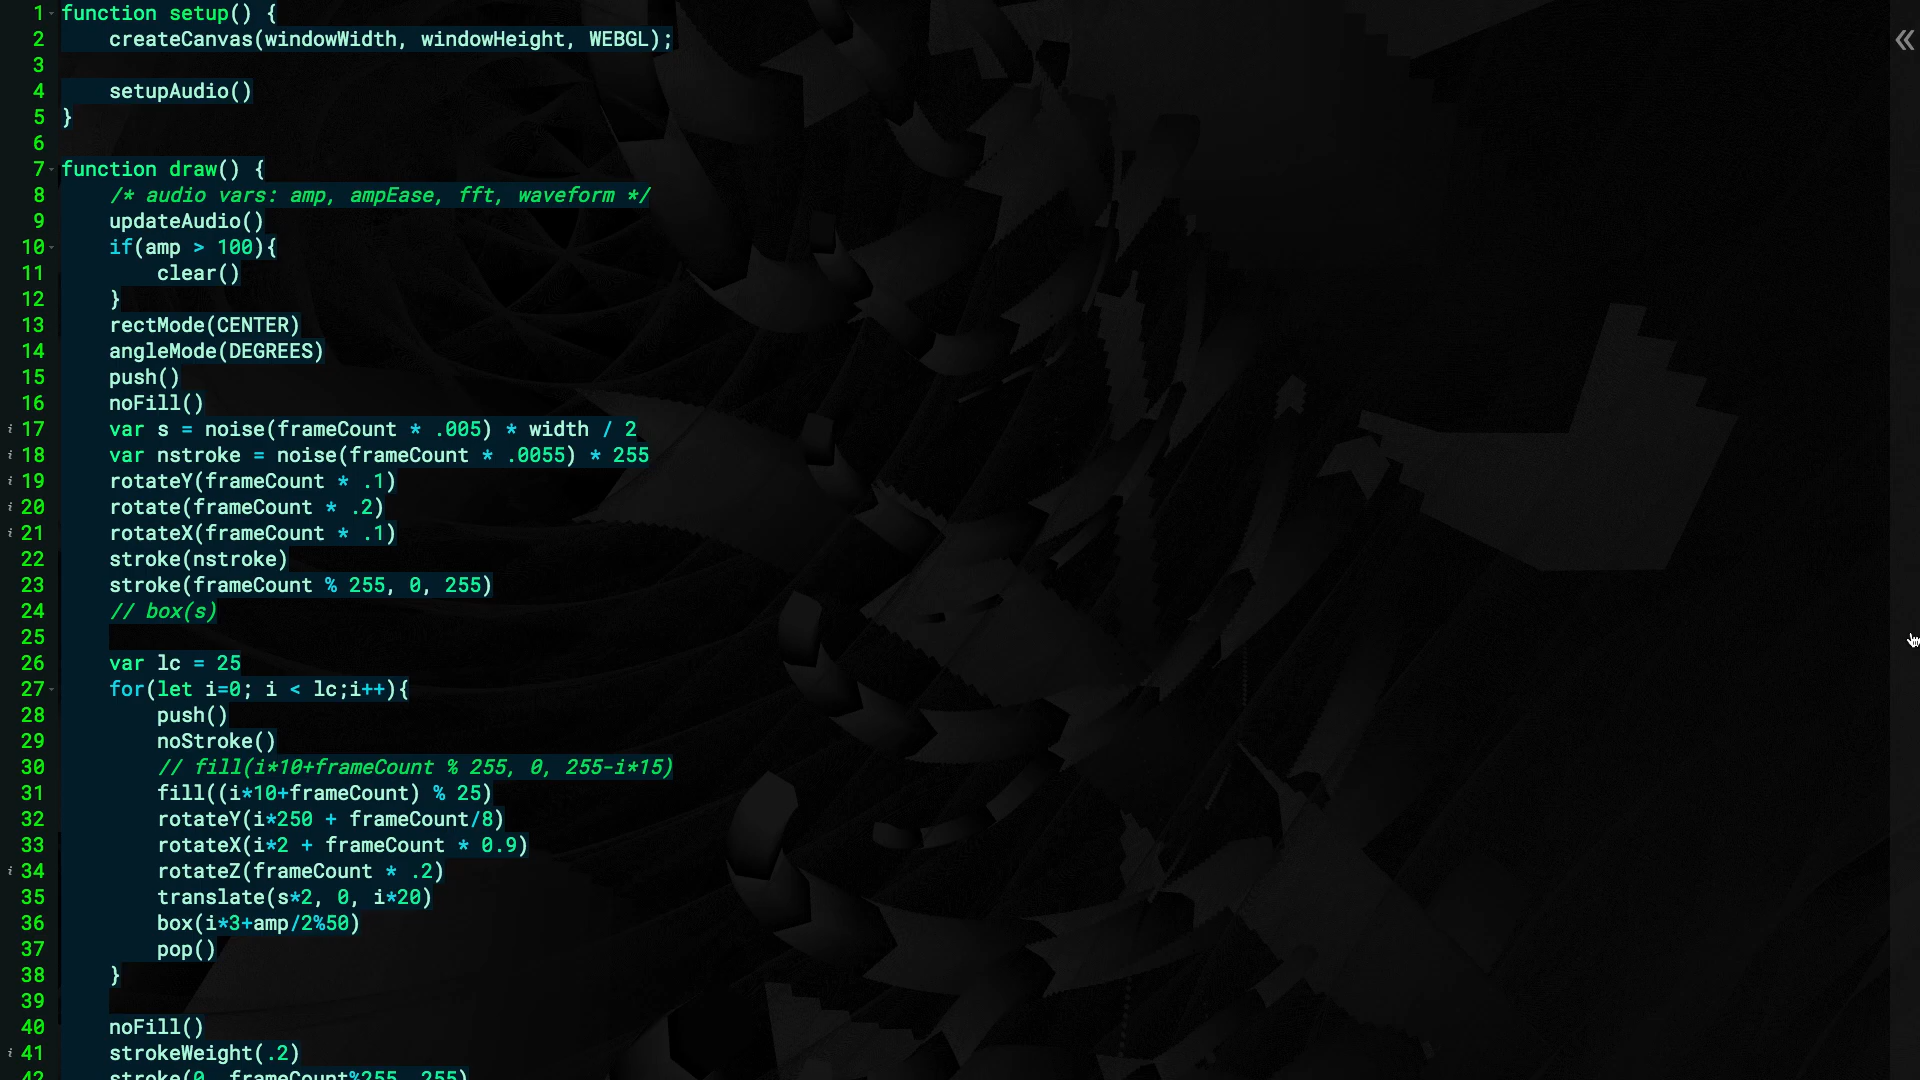 1 function setup() {
2 createCanvas(windowWidth, windowHeight, WEBGL);
3
4 setupAudio()
5 }
6
7 function draw() {
8 /* audio vars: amp, ampEase, fft, waveform */
9 updateAudio()
10 if(amp > 100){
11 clear()
12 }
13 rectMode(CENTER)
14 angleMode(DEGREES)
15 push()
16 noFill()
i 17 var s = noise(frameCount * .005) * width / 2
i 18 var nstroke = noise(frameCount * .0055) * 255
i 19 rotateY(frameCount * .1)
i 20 rotate(frameCount * .2)
i 21 rotateX(frameCount * .1)
22 stroke(nstroke)
23 stroke(frameCount % 255, 0, 255)
24 // box(s)
25
26 var lc = 25
27 for(let i=0; i < lc;i++){
28 push()
29 noStroke()
30 // fill(i*10+frameCount % 255, 0, 255-i*15)
31 fill((i*10+frameCount) % 25)
32 rotateY(i*250 + frameCount/8)
33 rotateX(i*2 + frameCount * 0.9)
i 34 rotateZ(frameCount * .2)
35 translate(s*2, 0, i*20)
36 box(i*3+amp/2%50)
37 pop()
38 }
39
40 noFill()
i 41 strokeWeight(.2)
42 stroke(0, frameCount%255, 255)